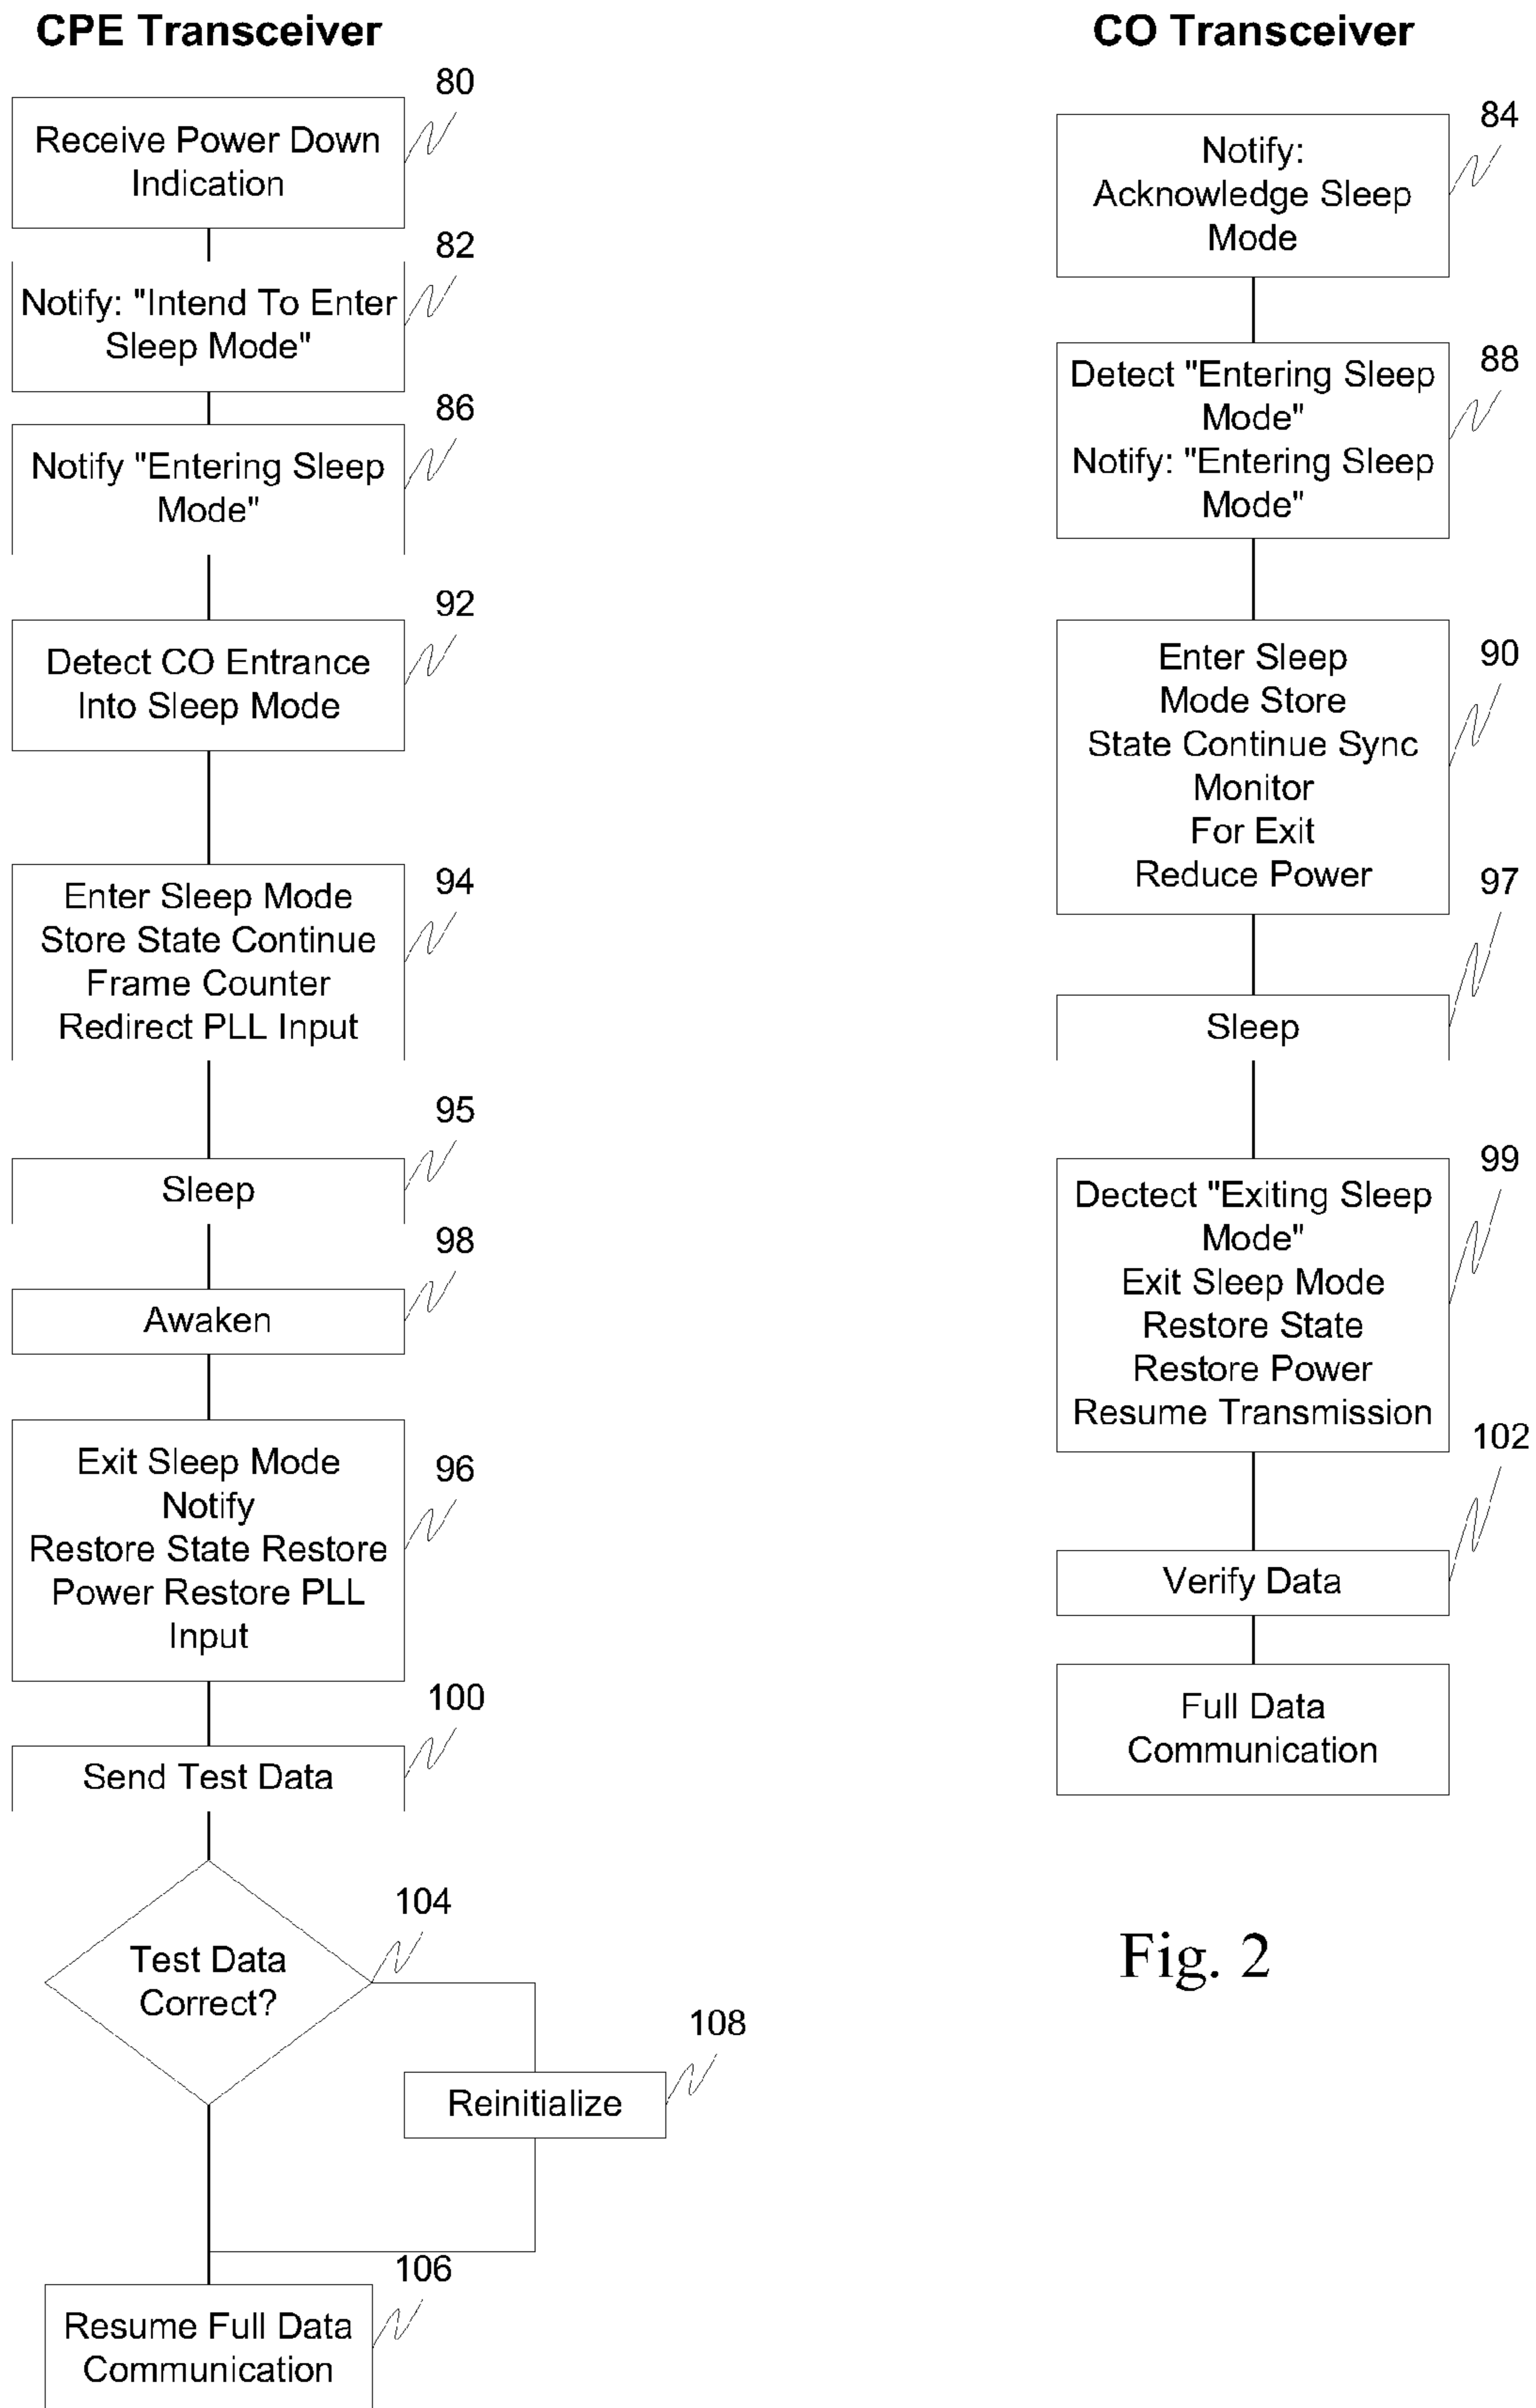 CPE Transceiver
80
Receive Power Down
Indication
82
Notify: "Intend To Enter
Sleep Mode"
86
Notify "Entering Sleep
Mode"
92
Detect CO Entrance
Into Sleep Mode
94
Enter Sleep Mode
Store State Continue
Frame Counter
Redirect PLL Input
95
Sleep
98
Awaken
96
Exit Sleep Mode
Notify
Restore State Restore
Power Restore PLL
Input
100
Send Test Data
104
Test Data
Correct?
108
Reinitialize
106
Resume Full Data
Communication
CO Transceiver
84
Notify:
Acknowledge Sleep
Mode
88
Detect "Entering Sleep
Mode"
Notify: "Entering Sleep
Mode"
90
Enter Sleep
Mode Store
State Continue Sync
Monitor
For Exit
Reduce Power
97
Sleep
99
Dectect "Exiting Sleep
Mode"
Exit Sleep Mode
Restore State
Restore Power
Resume Transmission
102
Verify Data
Full Data
Communication
Fig. 2